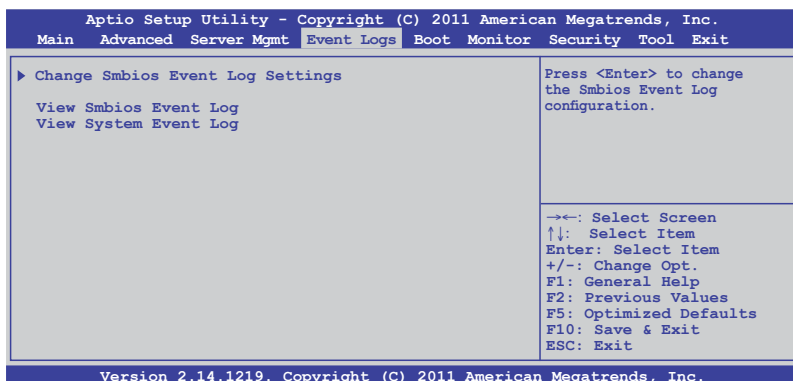 Aptio Setup Utility - Copyright (C) 2011 American Megatrends, Inc.
Main Advanced Server Mgmt Event Logs Boot Monitor Security Tool Exit
Change Smbios Event Log Settings
View Smbios Event Log
View System Event Log
Press <Enter> to change
the Smbios Event Log
configuration.
→←: Select Screen
↑↓: Select Item
Enter: Select Item
+/-: Change Opt.
F1: General Help
F2: Previous Values
F5: Optimized Defaults
F10: Save & Exit
ESC: Exit
Version 2.14.1219. Copyright (C) 2011 American Megatrends, Inc.